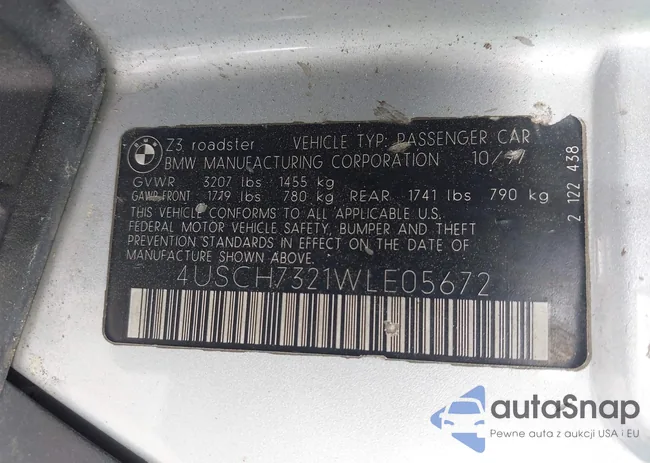 BMW
Z3 roadster VEHICLE TYP: PASSENGER CAR
BMW MANUFACTURING CORPORATION 10/97
GVWR 3207 lbs 1455 kg
GAWR FRONT 1719 lbs 780 kg REAR 1741 lbs 790 kg
THIS VEHICLE CONFORMS TO ALL APPLICABLE U.S.
FEDERAL MOTOR VEHICLE SAFETY, BUMPER AND THEFT
PREVENTION STANDARDS IN EFFECT ON THE DATE OF
MANUFACTURE SHOWN ABOVE.
4USCH7321WLE05672
2 122 438
autaSnap
Pewne auta z aukcji USA i EU